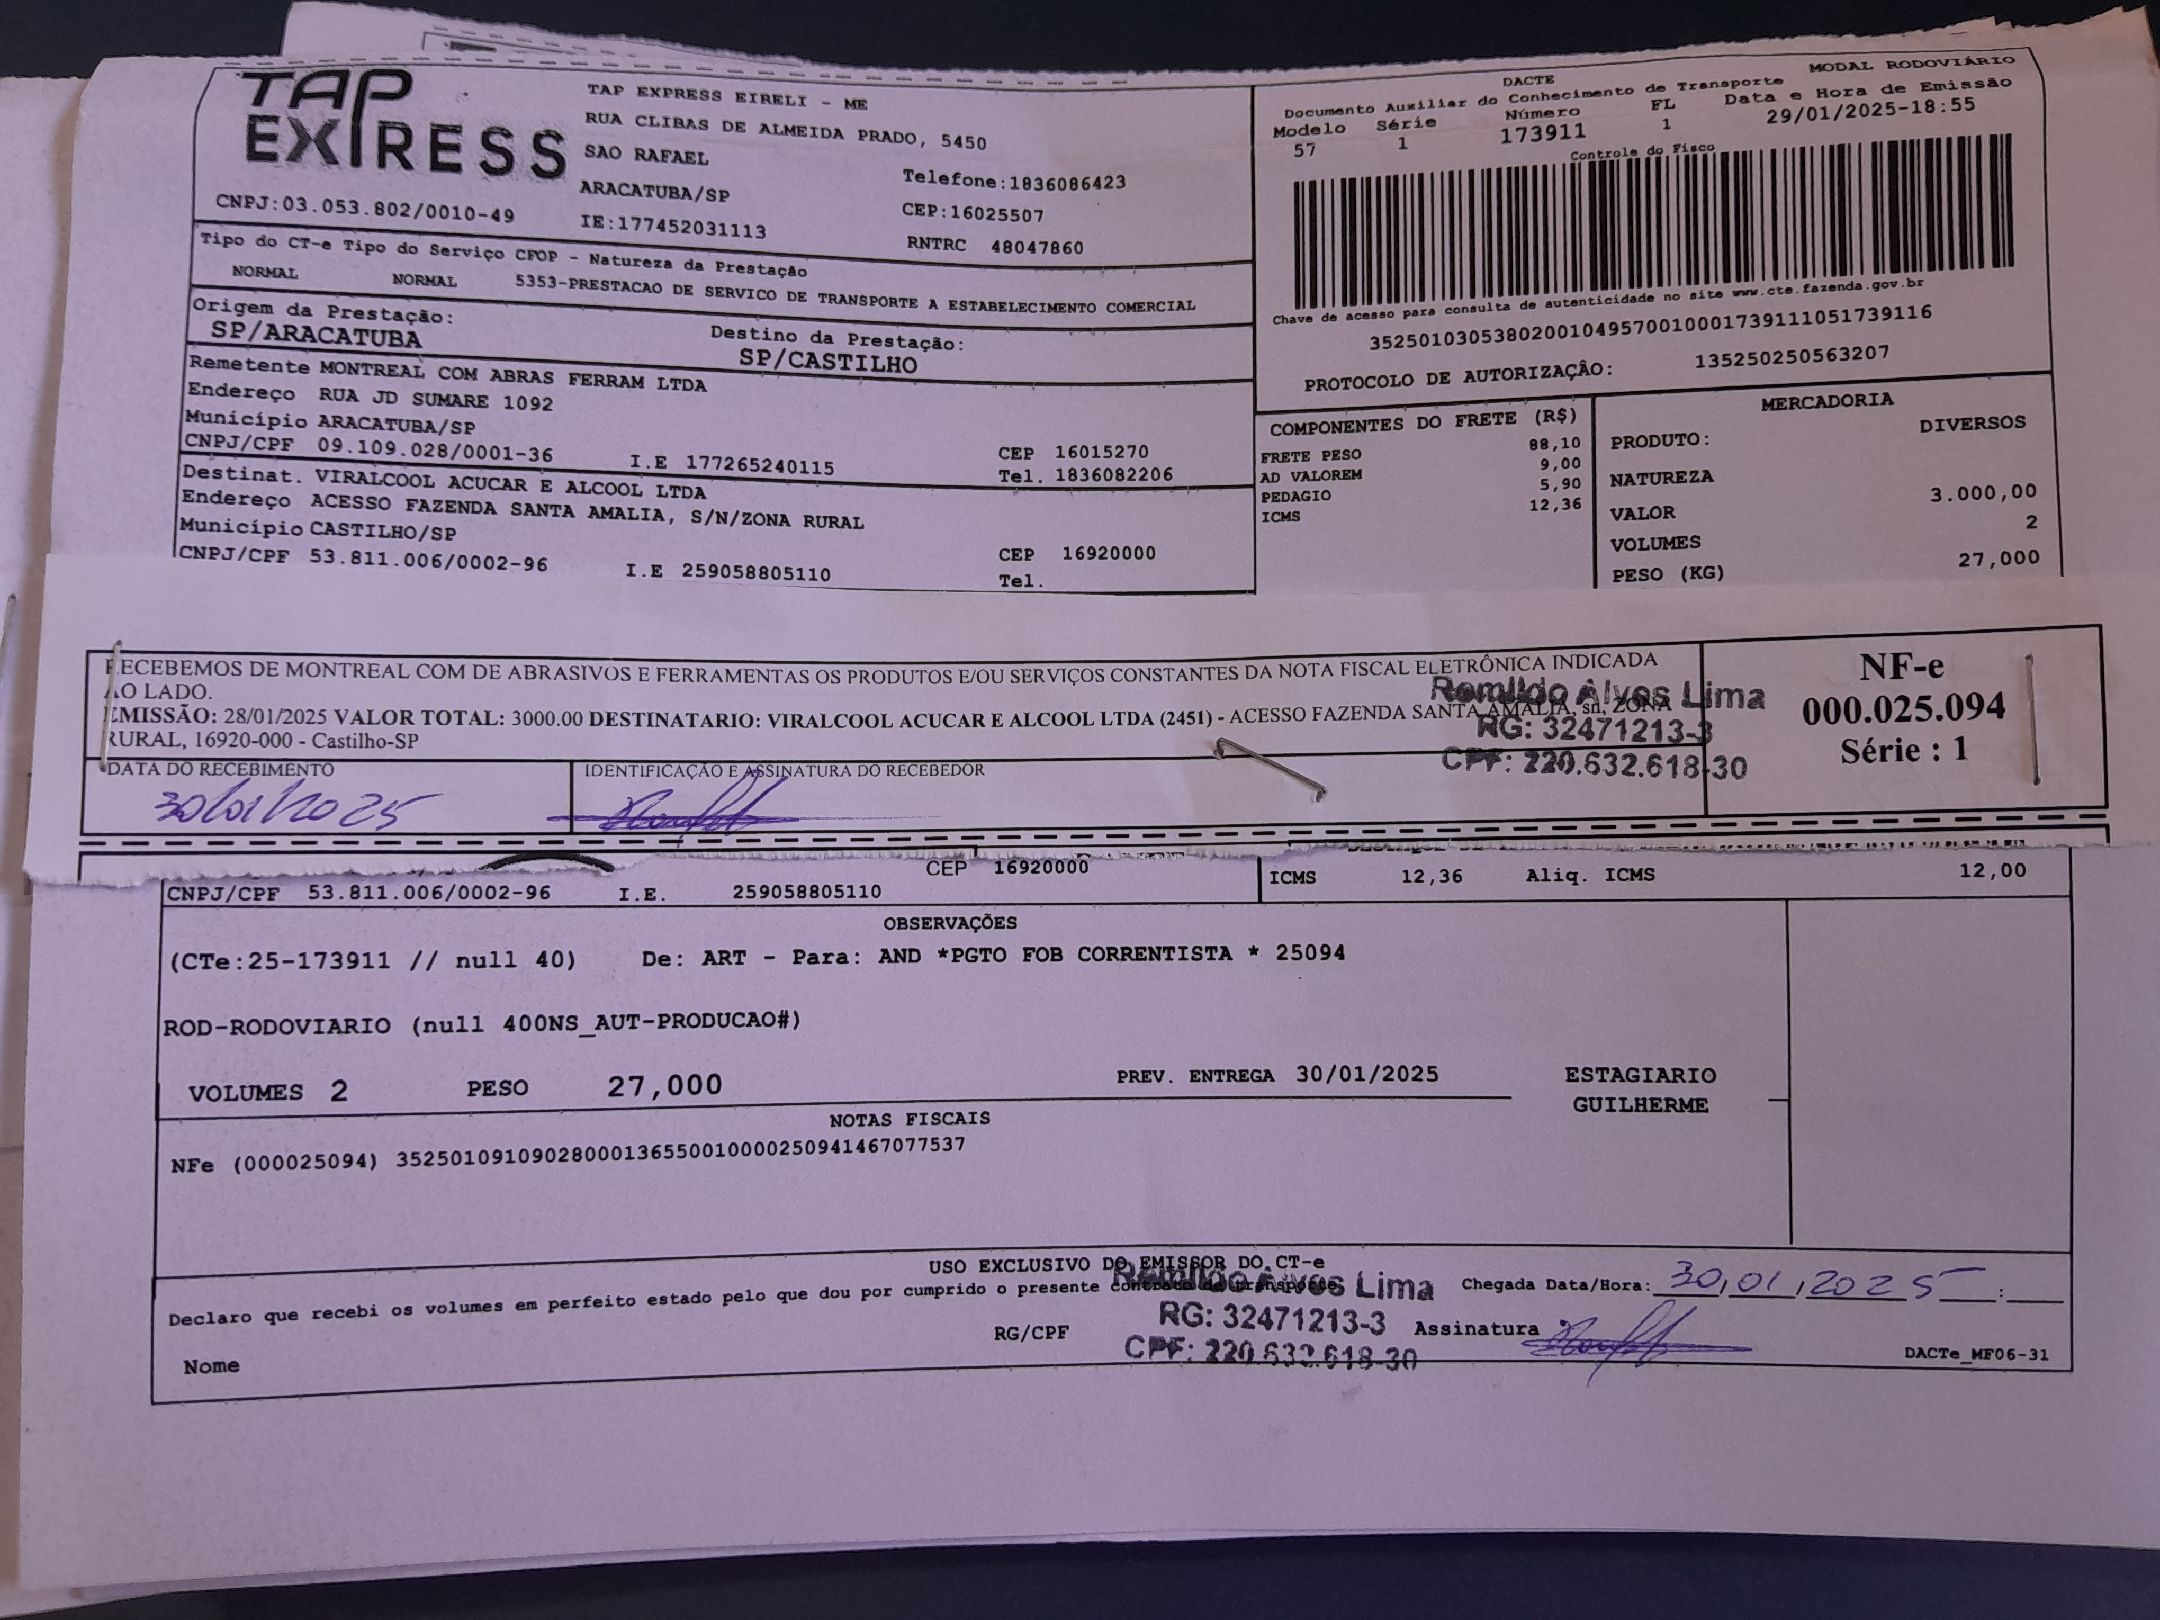 TAP
EXPRESS
CNPJ:03.053.802/0010-49
TAP EXPRESS EIRELI - ME
RUA CLIBAS DE ALMEIDA PRADO, 5450
SAO RAFAEL
ARACATUBA/SP
IE:177452031113
Telefone:1836086423
CEP:16025507
RNTRC 48047860
DACTE
MODAL RODOVIÁRIO
Documento Auxiliar do Conhecimento de Transporte
Modelo Série Número FL Data e Hora de Emissão
57 1 173911 1 29/01/2025-18:55
Controle do Fisco
Chave de acesso para consulta de autenticidade no site www.cte.fazenda.gov.br
35250103053802001049570010001739111051739116
PROTOCOLO DE AUTORIZAÇÃO: 135250250563207
Tipo do CT-e Tipo do Serviço CFOP - Natureza da Prestação
NORMAL NORMAL 5353-PRESTACAO DE SERVICO DE TRANSPORTE A ESTABELECIMENTO COMERCIAL
Origem da Prestação: Destino da Prestação:
SP/ARACATUBA SP/CASTILHO
Remetente MONTREAL COM ABRAS FERRAM LTDA
Endereço RUA JD SUMARE 1092
Município ARACATUBA/SP CEP 16015270
CNPJ/CPF 09.109.028/0001-36 I.E 177265240115 Tel. 1836082206
Destinat. VIRALCOOL ACUCAR E ALCOOL LTDA
Endereço ACESSO FAZENDA SANTA AMALIA, S/N/ZONA RURAL
Município CASTILHO/SP CEP 16920000
CNPJ/CPF 53.811.006/0002-96 I.E 259058805110 Tel.
COMPONENTES DO FRETE (R$)
FRETE PESO 88,10
AD VALOREM 9,00
PEDAGIO 5,90
ICMS 12,36
MERCADORIA
PRODUTO: DIVERSOS
NATUREZA
VALOR 3.000,00
VOLUMES 2
PESO (KG) 27,000
RECEBEMOS DE MONTREAL COM DE ABRASIVOS E FERRAMENTAS OS PRODUTOS E/OU SERVIÇOS CONSTANTES DA NOTA FISCAL ELETRÔNICA INDICADA
AO LADO.
EMISSÃO: 28/01/2025 VALOR TOTAL: 3000.00 DESTINATARIO: VIRALCOOL ACUCAR E ALCOOL LTDA (2451) - ACESSO FAZENDA SANTA AMALIA, sn, ZONA
RURAL, 16920-000 - Castilho-SP
Romildo Alves Lima
RG: 32471213-3
CPF: 220.632.618-30
NF-e
000.025.094
Série : 1
DATA DO RECEBIMENTO IDENTIFICAÇÃO E ASSINATURA DO RECEBEDOR
30/01/2025
CEP 16920000
CNPJ/CPF 53.811.006/0002-96 I.E. 259058805110
ICMS 12,36 Aliq. ICMS 12,00
OBSERVAÇÕES
(CTe:25-173911 // null 40) De: ART - Para: AND *PGTO FOB CORRENTISTA * 25094
ROD-RODOVIARIO (null 400NS_AUT-PRODUCAO#)
VOLUMES 2 PESO 27,000 PREV. ENTREGA 30/01/2025 ESTAGIARIO
GUILHERME
NOTAS FISCAIS
NFe (000025094) 35250109109028000136550010000250941467077537
USO EXCLUSIVO DO EMISSOR DO CT-e
Declaro que recebi os volumes em perfeito estado pelo que dou por cumprido o presente contrato de transporte.
Chegada Data/Hora: 30/01/2025 :
Romildo Alves Lima
RG: 32471213-3
CPF: 220.632.618-30
RG/CPF Assinatura
Nome DACTe_MF06-31